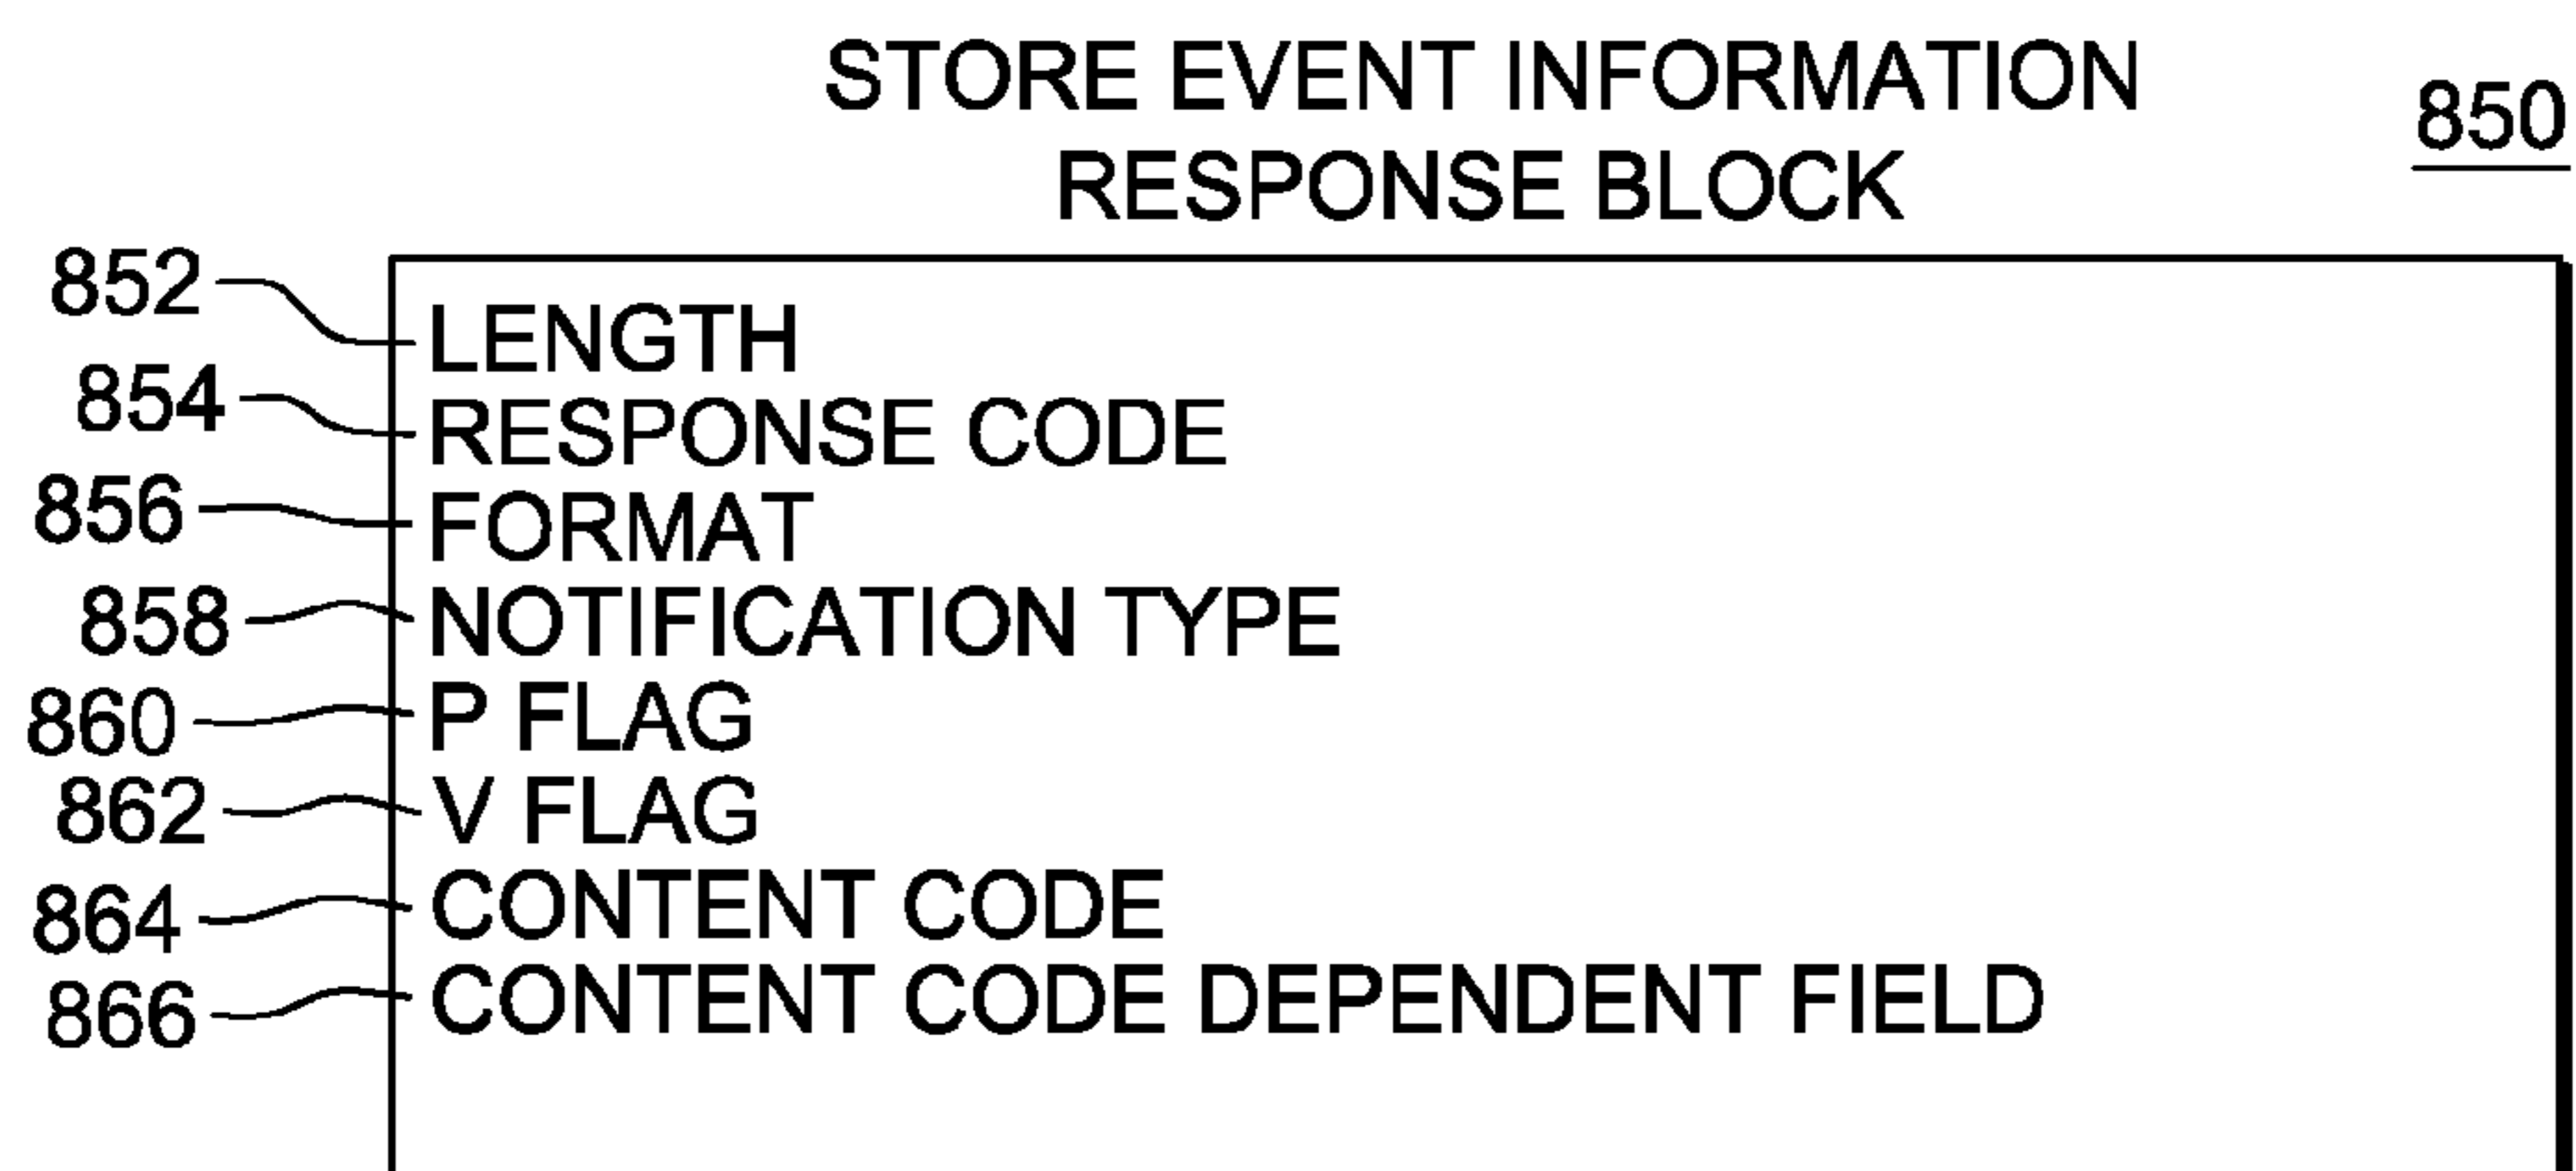 STORE EVENT INFORMATION
RESPONSE BLOCK
850
852 LENGTH
854 RESPONSE CODE
856 FORMAT
858 NOTIFICATION TYPE
860 P FLAG
862 V FLAG
864 CONTENT CODE
866 CONTENT CODE DEPENDENT FIELD